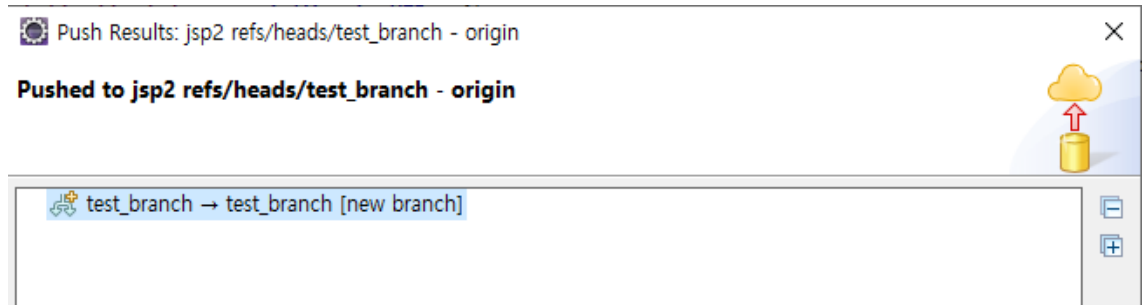 Push Results: jsp2 refs/heads/test_branch - origin
Pushed to jsp2 refs/heads/test_branch - origin
test_branch → test_branch [new branch]